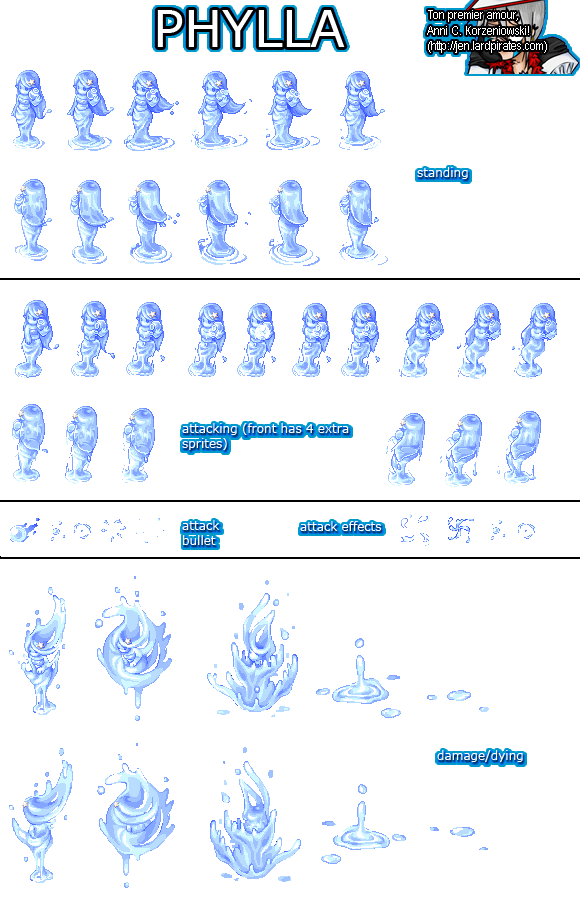 PHYLLA
Ton premier amour,
Anni C. Korzeniowski!
(http://jen.lardpirates.com)
standing
attacking (front has 4 extra
sprites)
attack
bullet
attack effects
damage/dying